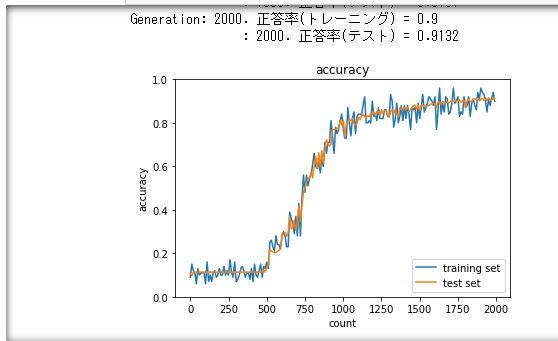 Generation: 2000. 正答率(トレーニング) = 0.9
: 2000. 正答率(テスト) = 0.9132
accuracy
1.0
0.8
0.6
0.4
0.2
0.0
accuracy
training set
test set
0 250 500 750 1000 1250 1500 1750 2000
count